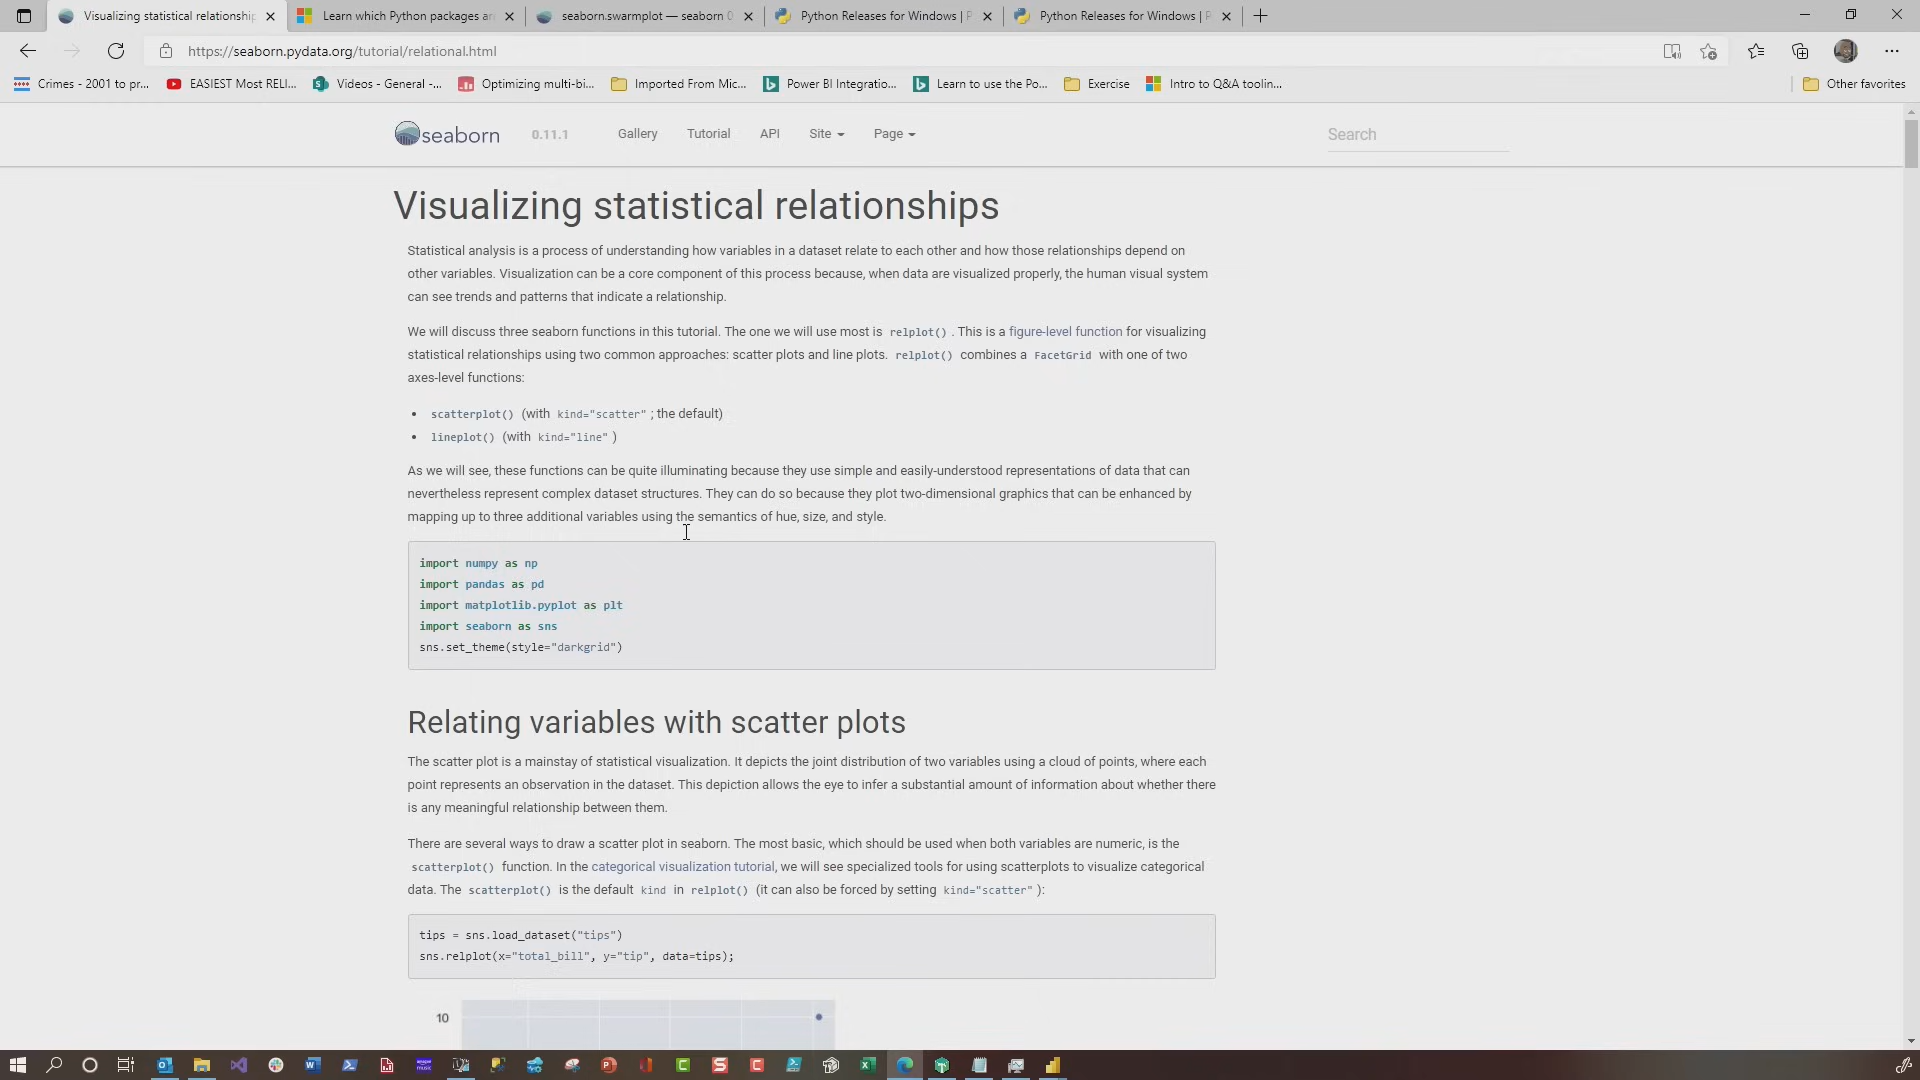 Visualizing statistical relationship
Learn which Python packages are
seaborn.swarmplot — seaborn 0
Python Releases for Windows | P
Python Releases for Windows | P
https://seaborn.pydata.org/tutorial/relational.html
Crimes - 2001 to pr...
EASIEST Most RELI...
Videos - General -...
Optimizing multi-bi...
Imported From Mic...
Power BI Integratio...
Learn to use the Po...
Exercise
Intro to Q&A toolin...
Other favorites
seaborn
0.11.1
Gallery
Tutorial
API
Site
Page
Search
Visualizing statistical relationships
Statistical analysis is a process of understanding how variables in a dataset relate to each other and how those relationships depend on
other variables. Visualization can be a core component of this process because, when data are visualized properly, the human visual system
can see trends and patterns that indicate a relationship.
We will discuss three seaborn functions in this tutorial. The one we will use most is relplot() . This is a figure-level function for visualizing
statistical relationships using two common approaches: scatter plots and line plots. relplot() combines a FacetGrid with one of two
axes-level functions:
• scatterplot() (with kind="scatter" ; the default)
• lineplot() (with kind="line" )
As we will see, these functions can be quite illuminating because they use simple and easily-understood representations of data that can
nevertheless represent complex dataset structures. They can do so because they plot two-dimensional graphics that can be enhanced by
mapping up to three additional variables using the semantics of hue, size, and style.
import numpy as np
import pandas as pd
import matplotlib.pyplot as plt
import seaborn as sns
sns.set_theme(style="darkgrid")
Relating variables with scatter plots
The scatter plot is a mainstay of statistical visualization. It depicts the joint distribution of two variables using a cloud of points, where each
point represents an observation in the dataset. This depiction allows the eye to infer a substantial amount of information about whether there
is any meaningful relationship between them.
There are several ways to draw a scatter plot in seaborn. The most basic, which should be used when both variables are numeric, is the
scatterplot() function. In the categorical visualization tutorial, we will see specialized tools for using scatterplots to visualize categorical
data. The scatterplot() is the default kind in relplot() (it can also be forced by setting kind="scatter" ):
tips = sns.load_dataset("tips")
sns.relplot(x="total_bill", y="tip", data=tips);
10